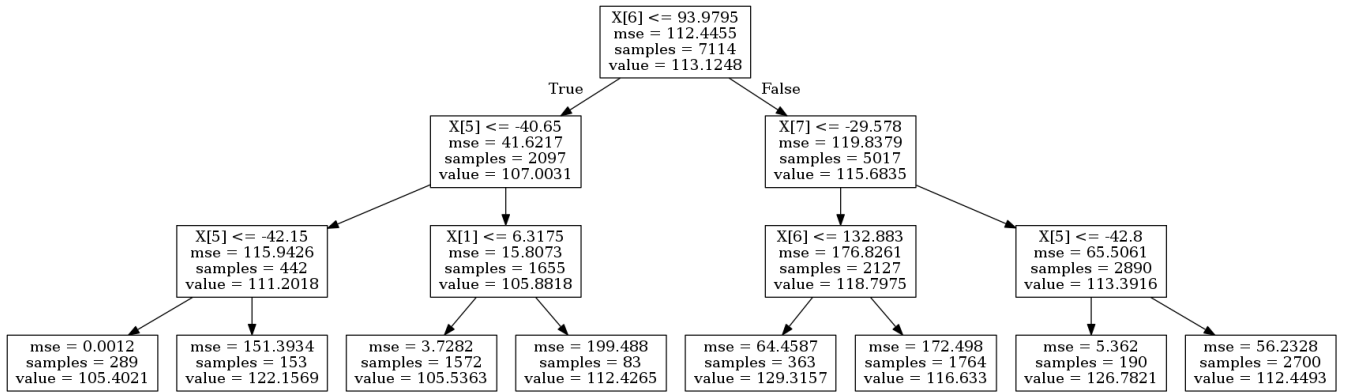 X[6] <= 93.9795
mse = 112.4455
samples = 7114
value = 113.1248
True
False
X[5] <= -40.65
mse = 41.6217
samples = 2097
value = 107.0031
X[7] <= -29.578
mse = 119.8379
samples = 5017
value = 115.6835
X[5] <= -42.15
mse = 115.9426
samples = 442
value = 111.2018
X[1] <= 6.3175
mse = 15.8073
samples = 1655
value = 105.8818
X[6] <= 132.883
mse = 176.8261
samples = 2127
value = 118.7975
X[5] <= -42.8
mse = 65.5061
samples = 2890
value = 113.3916
mse = 0.0012
samples = 289
value = 105.4021
mse = 151.3934
samples = 153
value = 122.1569
mse = 3.7282
samples = 1572
value = 105.5363
mse = 199.488
samples = 83
value = 112.4265
mse = 64.4587
samples = 363
value = 129.3157
mse = 172.498
samples = 1764
value = 116.633
mse = 5.362
samples = 190
value = 126.7821
mse = 56.2328
samples = 2700
value = 112.4493